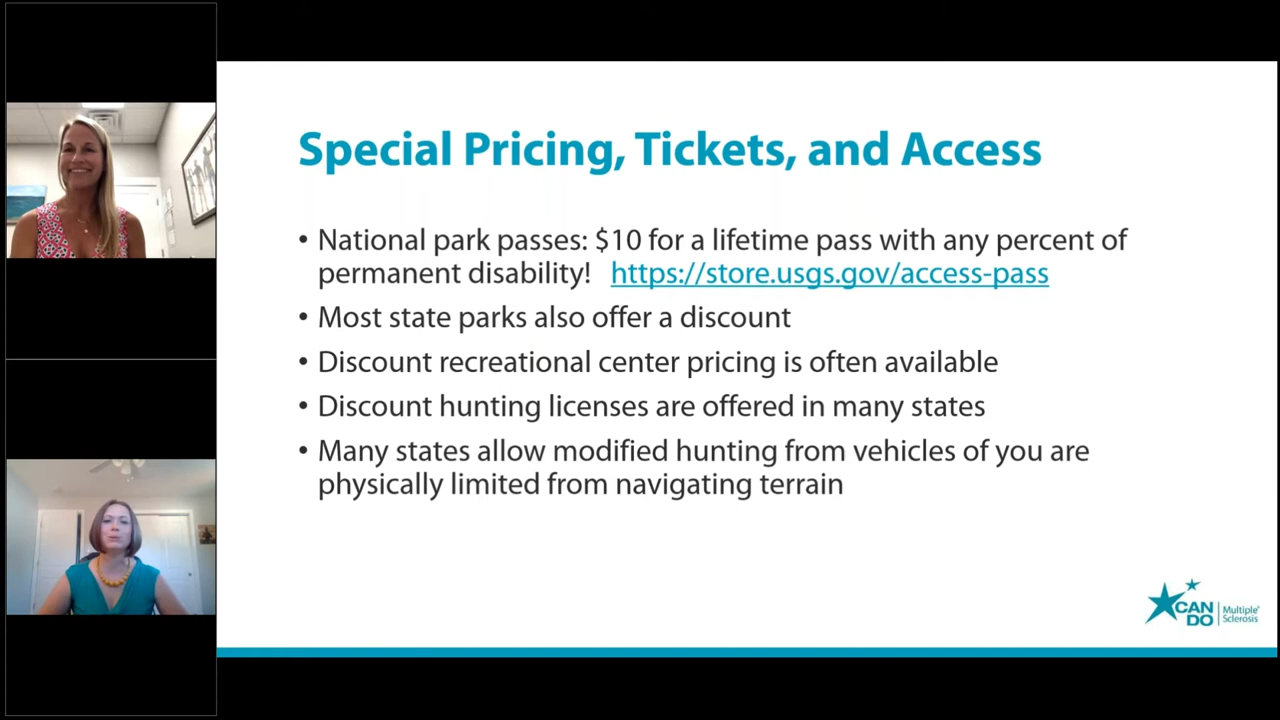 Special Pricing, Tickets, and Access
• National park passes: $10 for a lifetime pass with any percent of
permanent disability! https://store.usgs.gov/access-pass
• Most state parks also offer a discount
• Discount recreational center pricing is often available
• Discount hunting licenses are offered in many states
• Many states allow modified hunting from vehicles of you are
physically limited from navigating terrain
CAN
DO
Multiple
Sclerosis